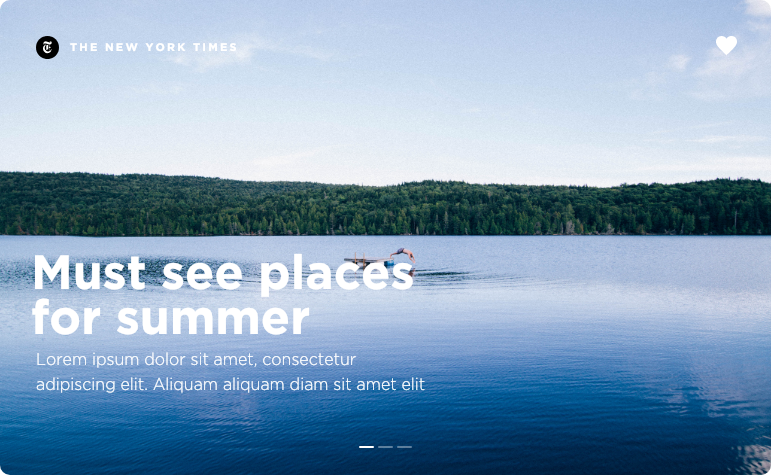 THE NEW YORK TIMES
Must see places
for summer
Lorem ipsum dolor sit amet, consectetur
adipiscing elit. Aliquam aliquam diam sit amet elit